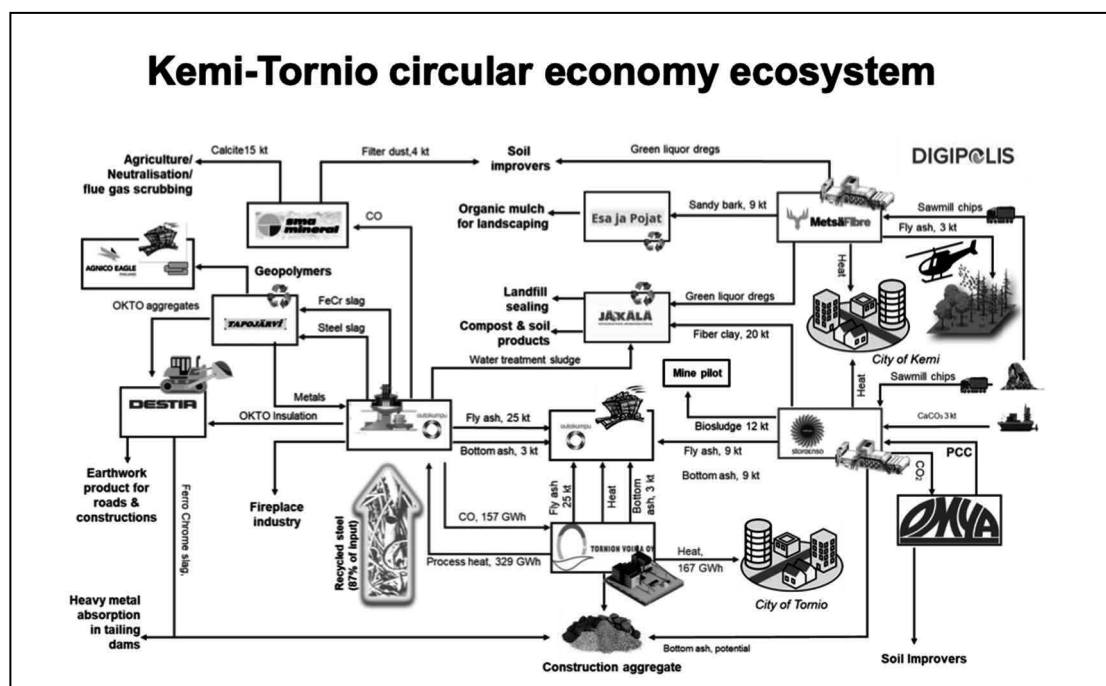 Kemi-Tornio circular economy ecosystem
Calcite15 kt
Filter dust,4 kt
Green liquor dregs
Agriculture/
Neutralisation/
flue gas scrubbing
Soil
improvers
DIGIPOLIS
sma
mineral
CO
Organic mulch
for landscaping
Esa ja Pojat
Sandy bark, 9 kt
MetsäFibre
Sawmill chips
Fly ash, 3 kt
AGNICO EAGLE
Geopolymers
Heat
OKTO aggregates
FeCr slag
TAPOJÄRVI
Steel slag
Landfill
sealing
JÄKÄLÄ
Green liquor dregs
Compost & soil
products
Fiber clay, 20 kt
City of Kemi
Water treatment sludge
Mine pilot
Heat
Sawmill chips
DESTIA
Metals
OKTO Insulation
outokumpu
Fly ash, 25 kt
outokumpu
Biosludge 12 kt
storaenso
CaCO₃ 3 kt
Bottom ash, 3 kt
Fly ash, 9 kt
PCC
Bottom ash, 9 kt
CO₂
Earthwork
product for
roads &
constructions
Ferro Chrome slag,
Fireplace
industry
Recycled steel
(87% of input)
Fly ash
25 kt
Heat
Bottom
ash, 3 kt
OMYA
CO, 157 GWh
TORNION VOIMA OY
Process heat, 329 GWh
Heat,
167 GWh
City of Tornio
Heavy metal
absorption
in tailing
dams
Bottom ash, potential
Construction aggregate
Soil Improvers